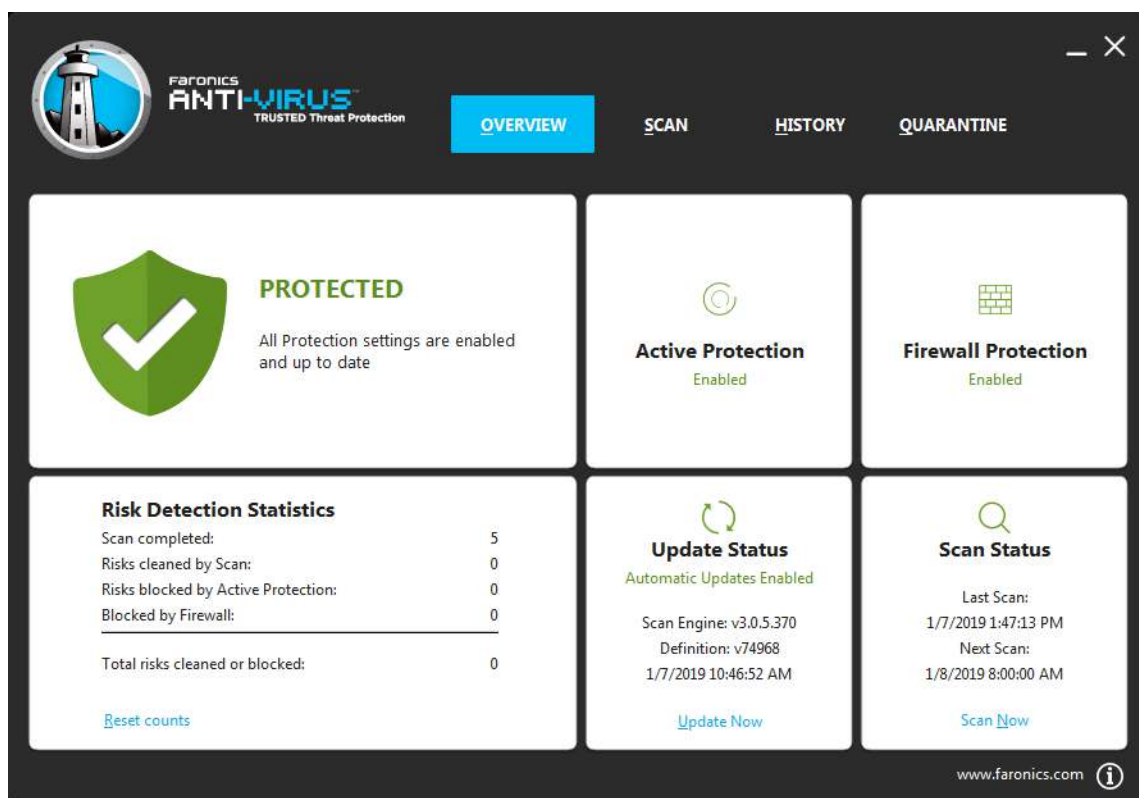 Faronics
ANTI-VIRUS™
TRUSTED Threat Protection
OVERVIEW
SCAN
HISTORY
QUARANTINE
PROTECTED
All Protection settings are enabled
and up to date
Active Protection
Enabled
Firewall Protection
Enabled
Risk Detection Statistics
Scan completed: 5
Risks cleaned by Scan: 0
Risks blocked by Active Protection: 0
Blocked by Firewall: 0
Total risks cleaned or blocked: 0
Reset counts
Update Status
Automatic Updates Enabled
Scan Engine: v3.0.5.370
Definition: v74968
1/7/2019 10:46:52 AM
Update Now
Scan Status
Last Scan:
1/7/2019 1:47:13 PM
Next Scan:
1/8/2019 8:00:00 AM
Scan Now
www.faronics.com